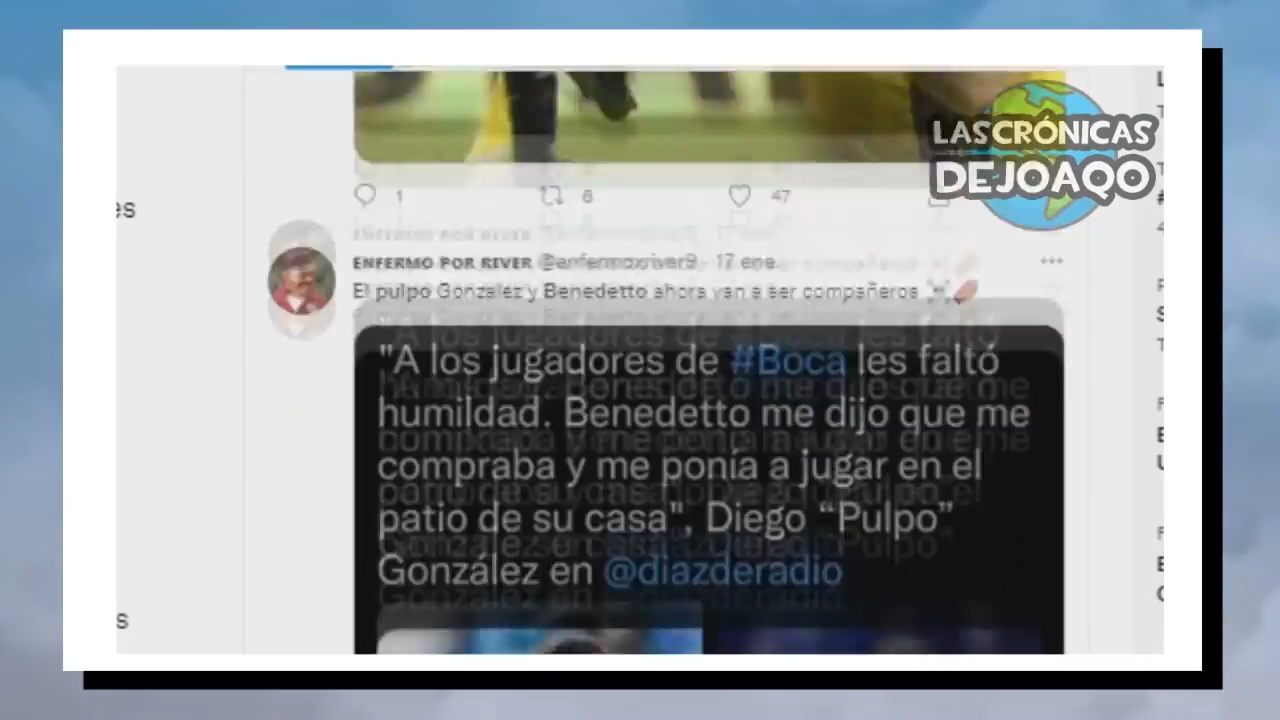 LAS CRÓNICAS
DE JOAQO
es
1 6 47
ENFERMO POR RIVER @enfermoxriver9 · 17 ene.
El pulpo Gonzalez y Benedetto ahora van a ser compañeros
"A los jugadores de #Boca les faltó
humildad. Benedetto me dijo que me
compraba y me ponía a jugar en el
patio de su casa", Diego “Pulpo”
González en @diazderadio
s